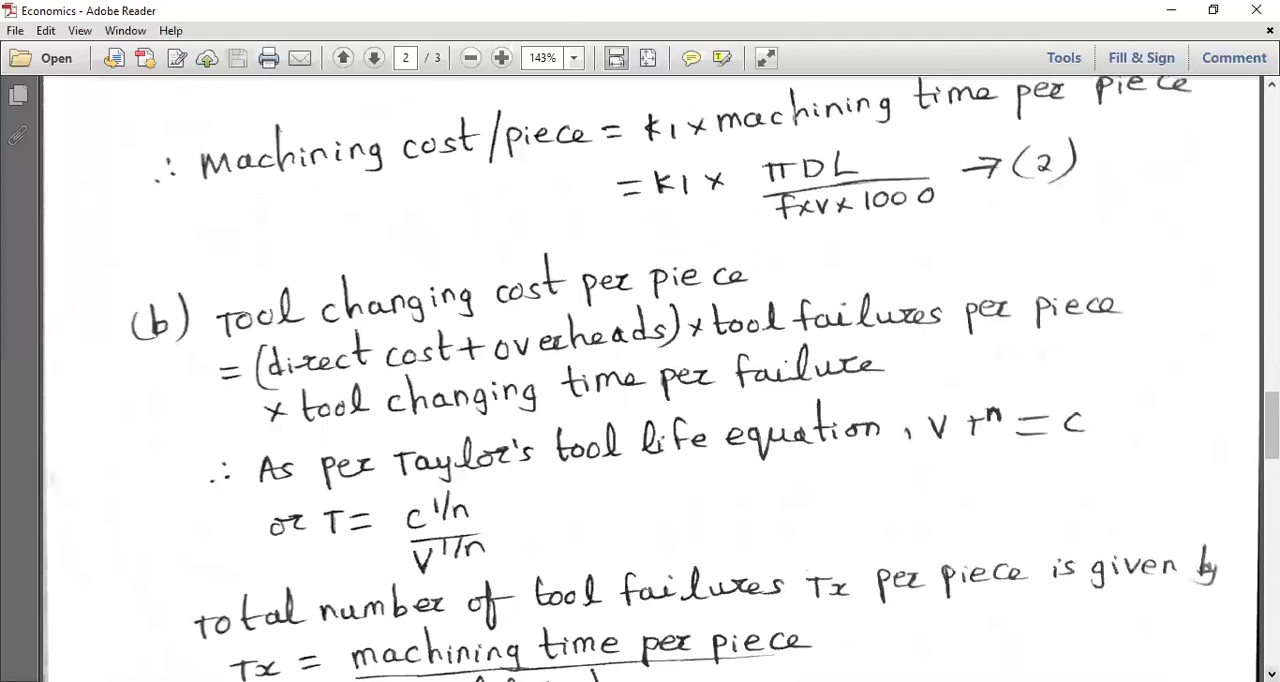 Economics - Adobe Reader
File Edit View Window Help
Open 2 / 3 143% Tools Fill & Sign Comment
∴ Machining cost/piece = K1 × machining time per piece
= K1 × πDL / f×v×1000 → (2)
(b) Tool changing cost per piece
= (direct cost + overheads) × tool failures per piece
× tool changing time per failure
∴ As per Taylor's tool life equation, V T^n = C
or T = C^1/n / V^1/n
Total number of tool failures Tx per piece is given by
Tx = machining time per piece